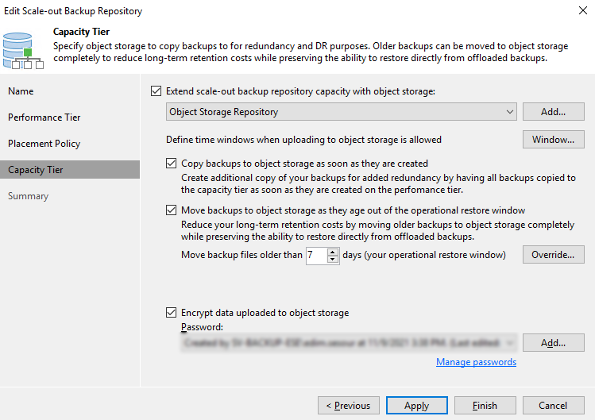 Edit Scale-out Backup Repository
Capacity Tier
Specify object storage to copy backups to for redundancy and DR purposes. Older backups can be moved to object storage
completely to reduce long-term retention costs while preserving the ability to restore directly from offloaded backups.
Name
Performance Tier
Placement Policy
Capacity Tier
Summary
Extend scale-out backup repository capacity with object storage:
Object Storage Repository
Add...
Define time windows when uploading to object storage is allowed
Window...
Copy backups to object storage as soon as they are created
Create additional copy of your backups for added redundancy by having all backups copied
to the capacity tier as soon as they are created on the perfomance tier.
Move backups to object storage as they age out of the operational restore window
Reduce your long-term retention costs by moving older backups to object storage completely
while preserving the ability to restore directly from offloaded backups.
Move backup files older than 7 days (your operational restore window)
Override...
Encrypt data uploaded to object storage
Password:
Add...
Manage passwords
< Previous
Apply
Finish
Cancel